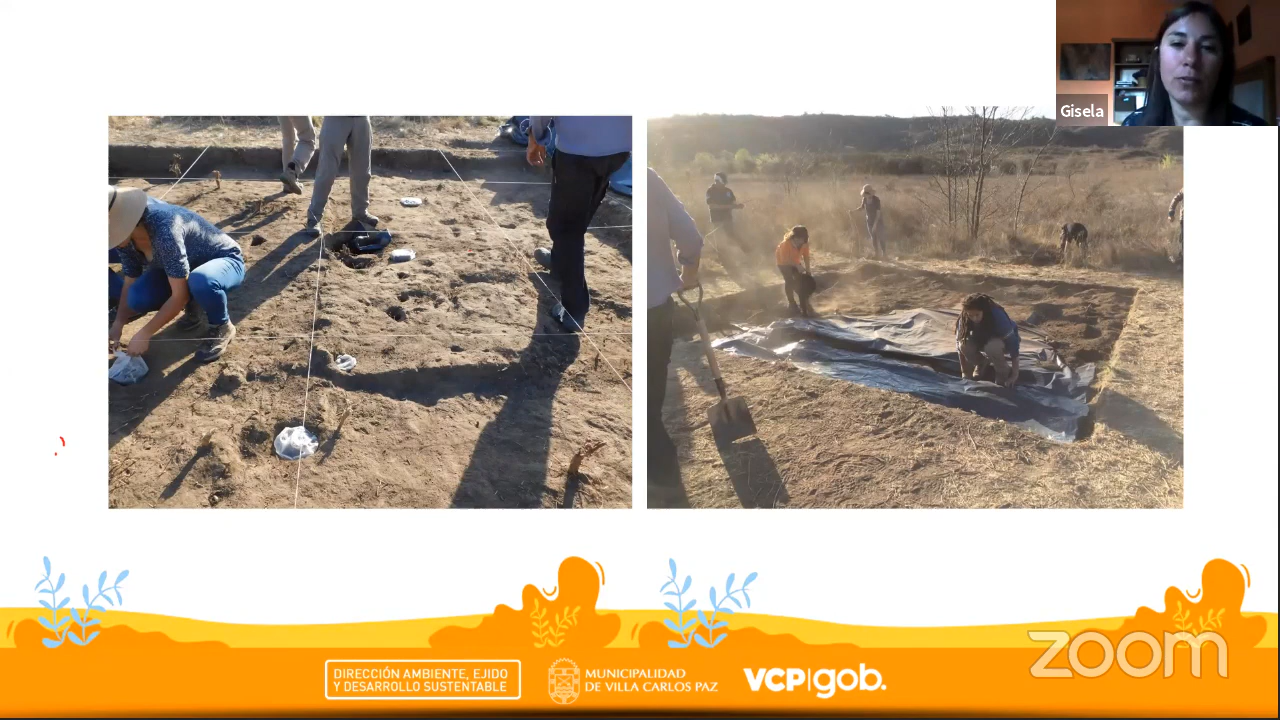 Gisela
DIRECCIÓN AMBIENTE, EJIDO
Y DESARROLLO SUSTENTABLE
MUNICIPALIDAD
DE VILLA CARLOS PAZ
VCP|gob.
zoom